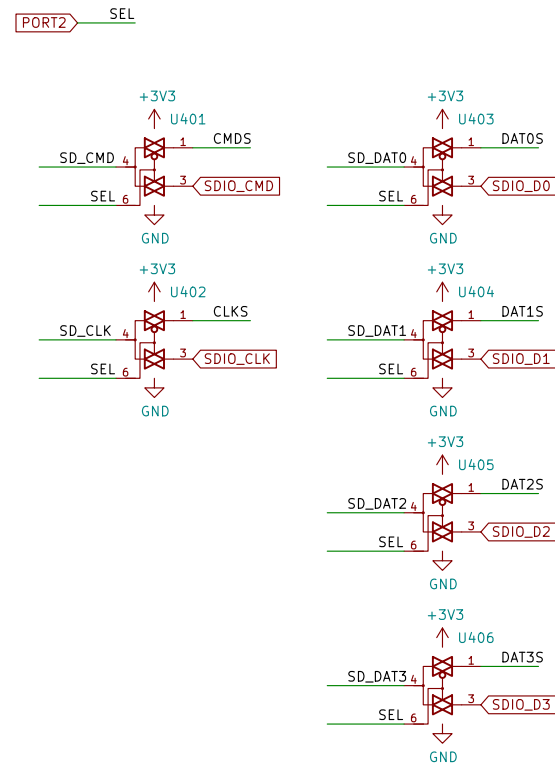 PORT2 SEL
+3V3
U401
SD_CMD 4 1 CMDS
SEL 6 3 SDIO_CMD
GND
+3V3
U403
SD_DAT0 4 1 DAT0S
SEL 6 3 SDIO_D0
GND
+3V3
U402
SD_CLK 4 1 CLKS
SEL 6 3 SDIO_CLK
GND
+3V3
U404
SD_DAT1 4 1 DAT1S
SEL 6 3 SDIO_D1
GND
+3V3
U405
SD_DAT2 4 1 DAT2S
SEL 6 3 SDIO_D2
GND
+3V3
U406
SD_DAT3 4 1 DAT3S
SEL 6 3 SDIO_D3
GND